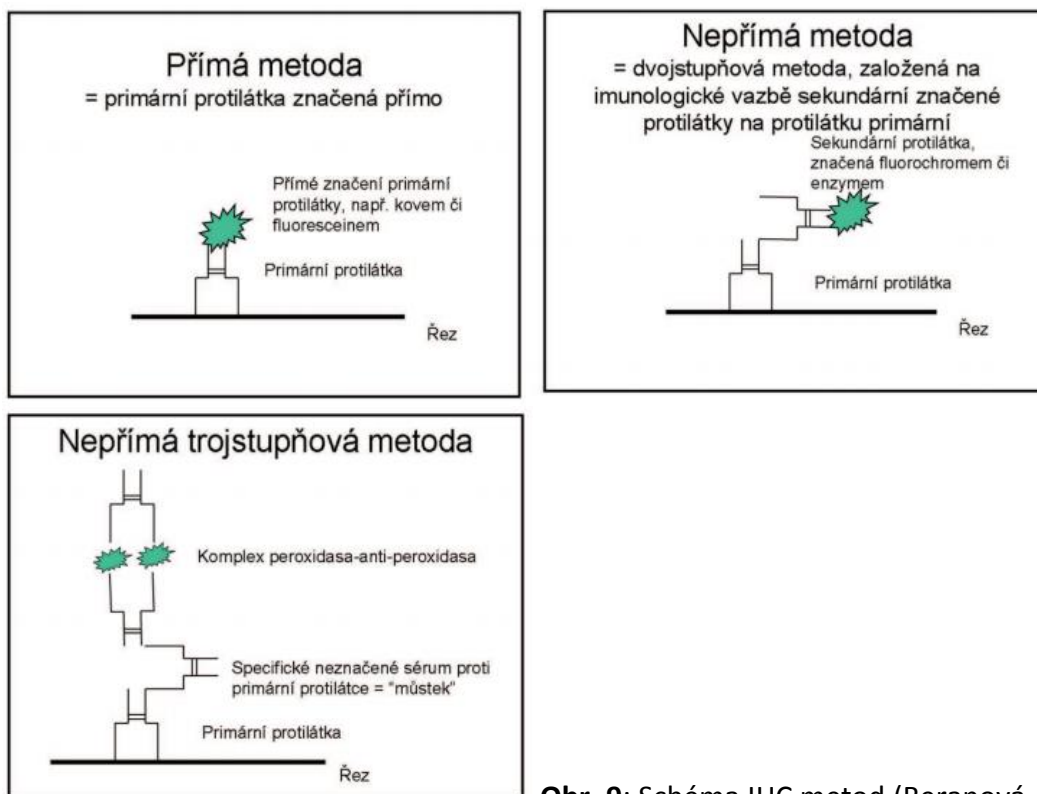 Přímá metoda
= primární protilátka značená přímo
Přímé značení primární
protilátky, např. kovem či
fluoresceinem
Primární protilátka
Řez
Nepřímá metoda
= dvojstupňová metoda, založená na
imunologické vazbě sekundární značené
protilátky na protilátku primární
Sekundární protilátka,
značená fluorochromem či
enzymem
Primární protilátka
Řez
Nepřímá trojstupňová metoda
Komplex peroxidasa-anti-peroxidasa
Specifické neznačené sérum proti
primární protilátce = "můstek"
Primární protilátka
Řez
Obr. 9: Schéma IHC metod (Beranová